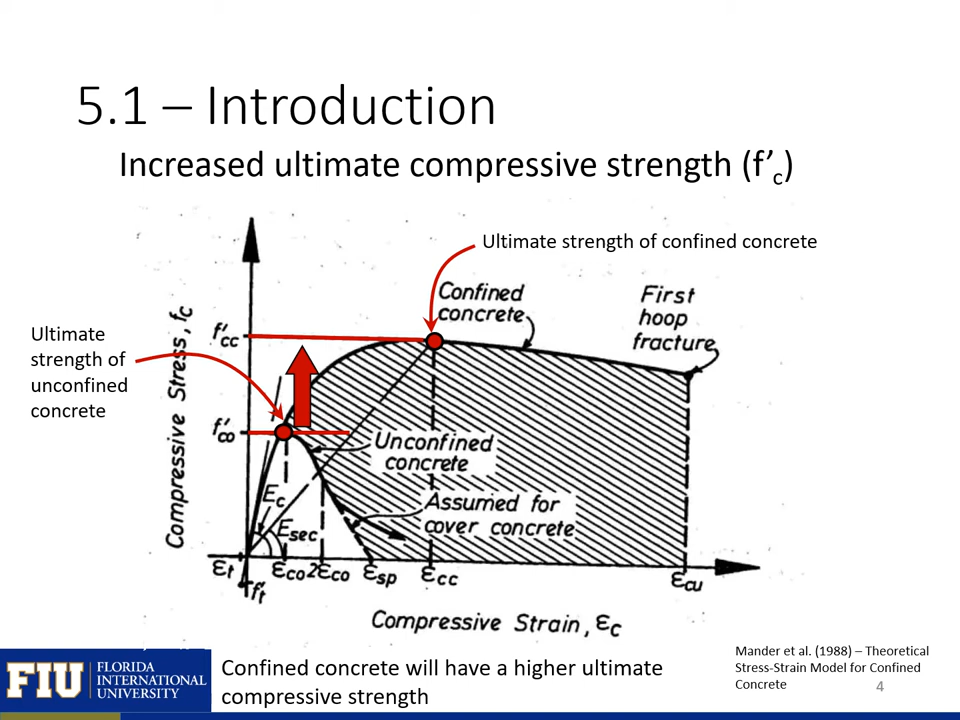 5.1 – Introduction
Increased ultimate compressive strength (f’c)
Ultimate strength of confined concrete
Confined
concrete
First
hoop
fracture
Ultimate
strength of
unconfined
concrete
Compressive Stress, fc
f'cc
f'co
Unconfined
concrete
Assumed for
cover concrete
Ec
Esec
εt
f't
εco
2εco
εsp
εcc
εcu
Compressive Strain, εc
FIU
FLORIDA
INTERNATIONAL
UNIVERSITY
Confined concrete will have a higher ultimate
compressive strength
Mander et al. (1988) – Theoretical
Stress-Strain Model for Confined
Concrete
4